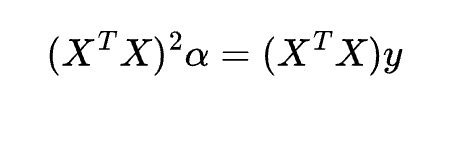 (X^T X)^2 α = (X^T X)y